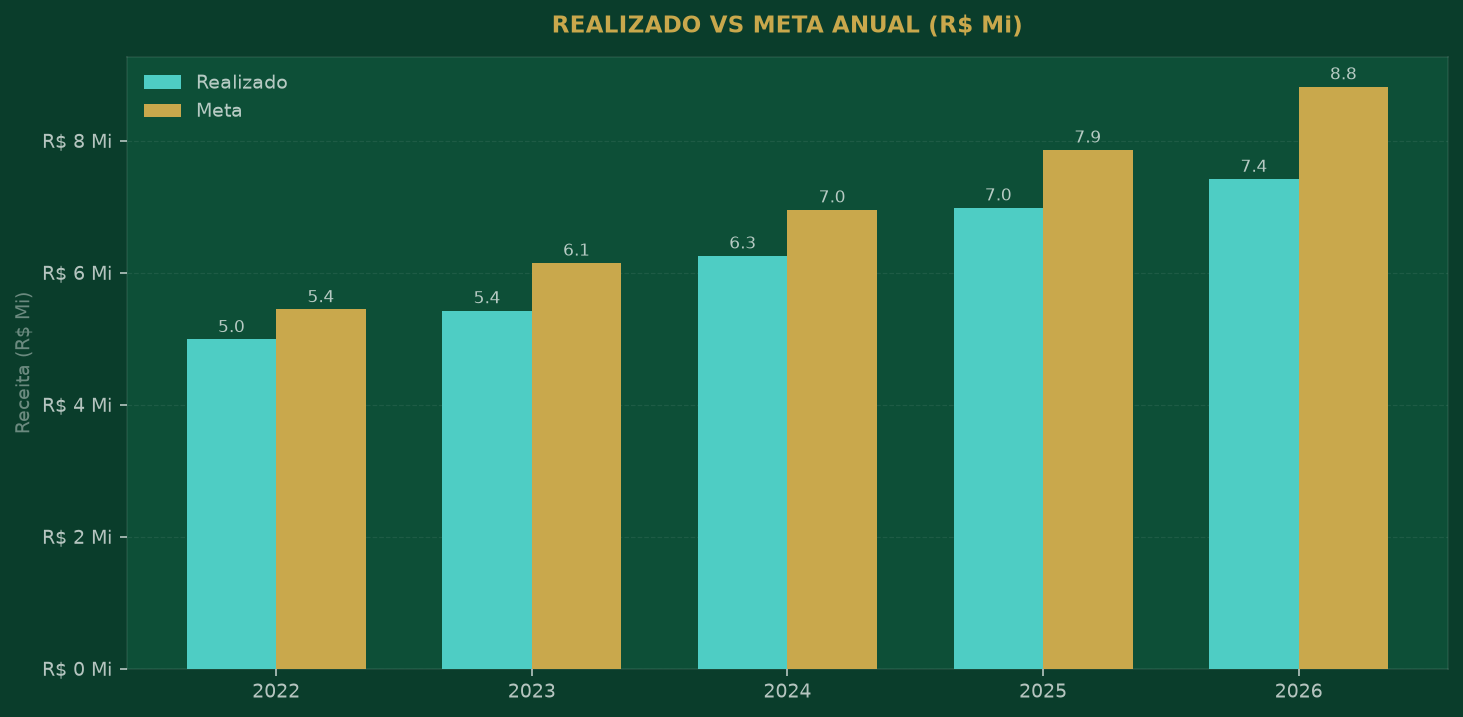 REALIZADO VS META ANUAL (R$ Mi)
Realizado
Meta
Receita (R$ Mi)
R$ 8 Mi
R$ 6 Mi
R$ 4 Mi
R$ 2 Mi
R$ 0 Mi
5.0
5.4
5.4
6.1
6.3
7.0
7.0
7.9
7.4
8.8
2022
2023
2024
2025
2026